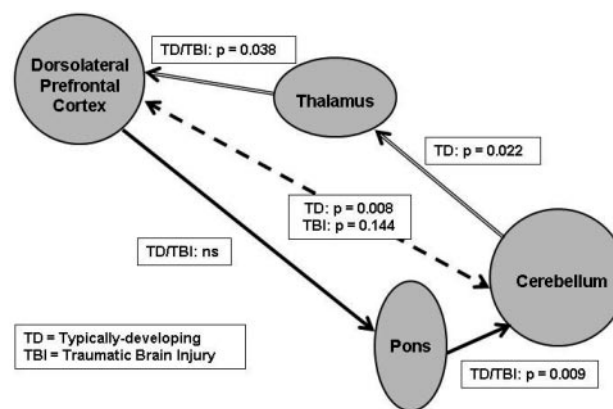 TD/TBI: p = 0.038
Dorsolateral
Prefrontal
Cortex
Thalamus
TD: p = 0.022
TD: p = 0.008
TBI: p = 0.144
TD/TBI: ns
Cerebellum
TD = Typically-developing
TBI = Traumatic Brain Injury
Pons
TD/TBI: p = 0.009